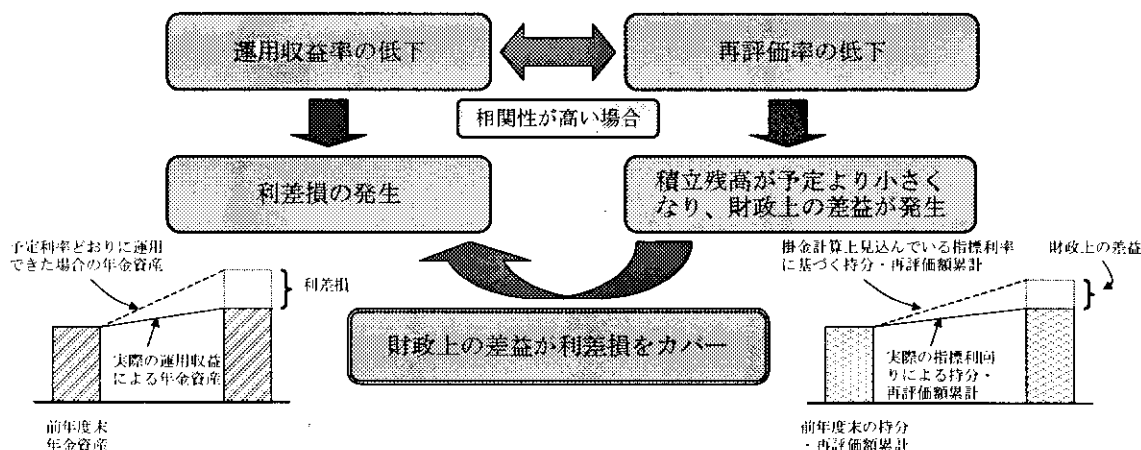 運用収益率の低下
再評価率の低下
相関性が高い場合
利差損の発生
積立残高が予定より小さく
なり、財政上の差益が発生
予定利率どおりに運用
できた場合の年金資産
利差損
実際の運用収益
による年金資産
前年度末
年金資産
掛金計算上見込んでいる指標利率
に基づく持分・再評価額累計
財政上の差益
実際の指標利回
りによる持分・
再評価額累計
前年度末の持分
・再評価額累計
財政上の差益が利差損をカバー